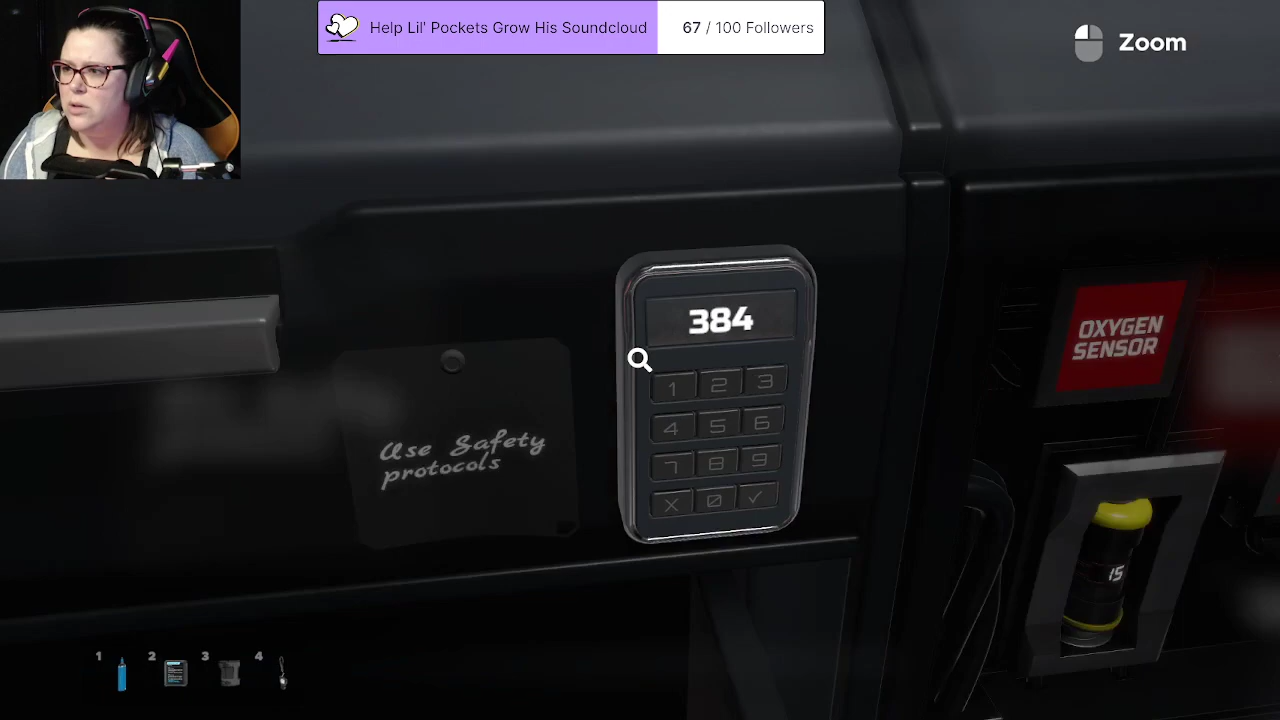 Help Lil' Pockets Grow His Soundcloud
67 / 100 Followers
Zoom
384
1 2 3
4 5 6
7 8 9
X 0 ✓
Use Safety
protocols
OXYGEN
SENSOR
15
1 2 3 4